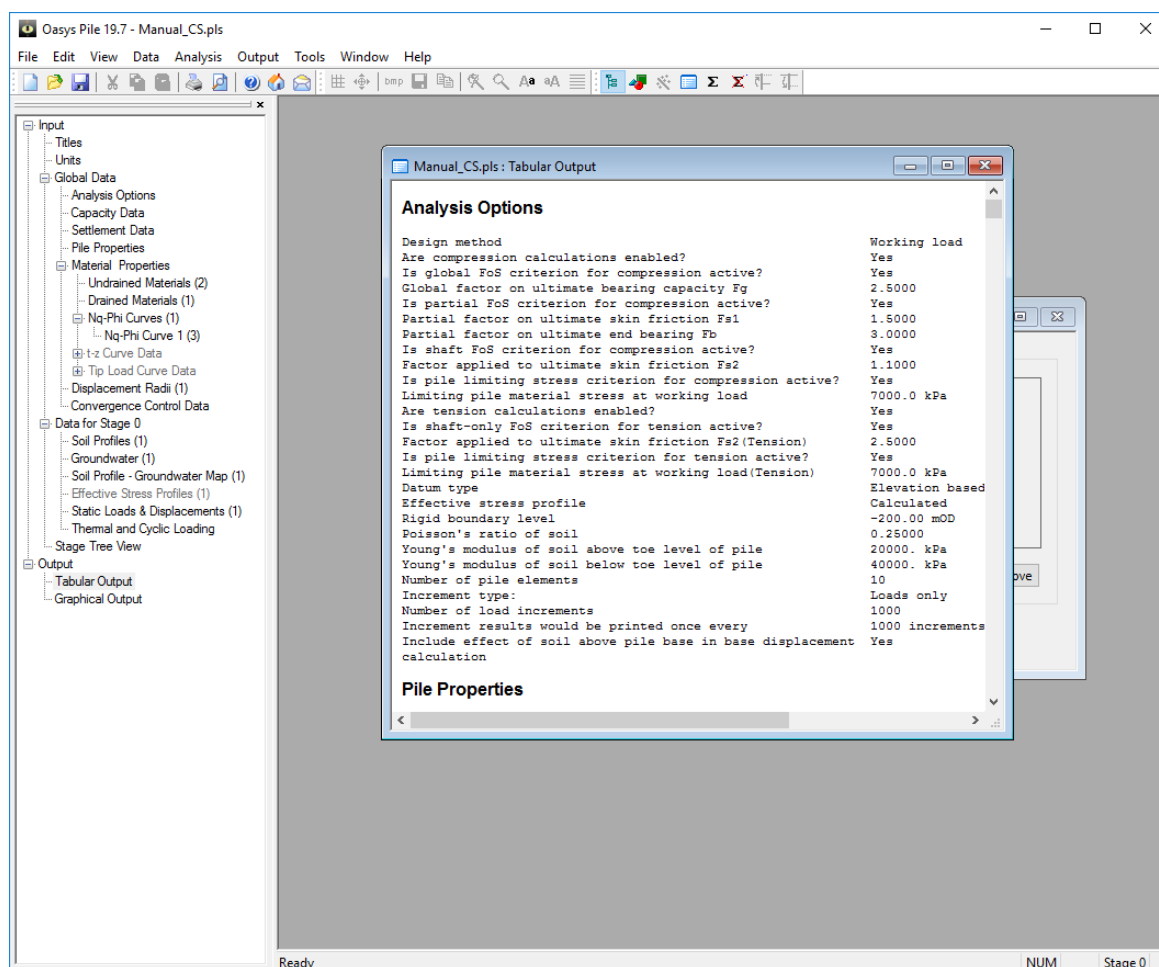 Oasys Pile 19.7 - Manual_CS.pls
File Edit View Data Analysis Output Tools Window Help
bmp
Aa aA Σ Σ
Input
Titles
Units
Global Data
Analysis Options
Capacity Data
Settlement Data
Pile Properties
Material Properties
Undrained Materials (2)
Drained Materials (1)
Nq-Phi Curves (1)
Nq-Phi Curve 1 (3)
t-z Curve Data
Tip Load Curve Data
Displacement Radii (1)
Convergence Control Data
Data for Stage 0
Soil Profiles (1)
Groundwater (1)
Soil Profile - Groundwater Map (1)
Effective Stress Profiles (1)
Static Loads & Displacements (1)
Thermal and Cyclic Loading
Stage Tree View
Output
Tabular Output
Graphical Output
Manual_CS.pls : Tabular Output
Analysis Options
Design method Working load
Are compression calculations enabled? Yes
Is global FoS criterion for compression active? Yes
Global factor on ultimate bearing capacity Fg 2.5000
Is partial FoS criterion for compression active? Yes
Partial factor on ultimate skin friction Fs1 1.5000
Partial factor on ultimate end bearing Fb 3.0000
Is shaft FoS criterion for compression active? Yes
Factor applied to ultimate skin friction Fs2 1.1000
Is pile limiting stress criterion for compression active? Yes
Limiting pile material stress at working load 7000.0 kPa
Are tension calculations enabled? Yes
Is shaft-only FoS criterion for tension active? Yes
Factor applied to ultimate skin friction Fs2(Tension) 2.5000
Is pile limiting stress criterion for tension active? Yes
Limiting pile material stress at working load(Tension) 7000.0 kPa
Datum type Elevation based
Effective stress profile Calculated
Rigid boundary level -200.00 mOD
Poisson's ratio of soil 0.25000
Young's modulus of soil above toe level of pile 20000. kPa
Young's modulus of soil below toe level of pile 40000. kPa
Number of pile elements 10
Increment type: Loads only
Number of load increments 1000
Increment results would be printed once every 1000 increments
Include effect of soil above pile base in base displacement Yes
calculation
Pile Properties
ove
Ready NUM Stage 0